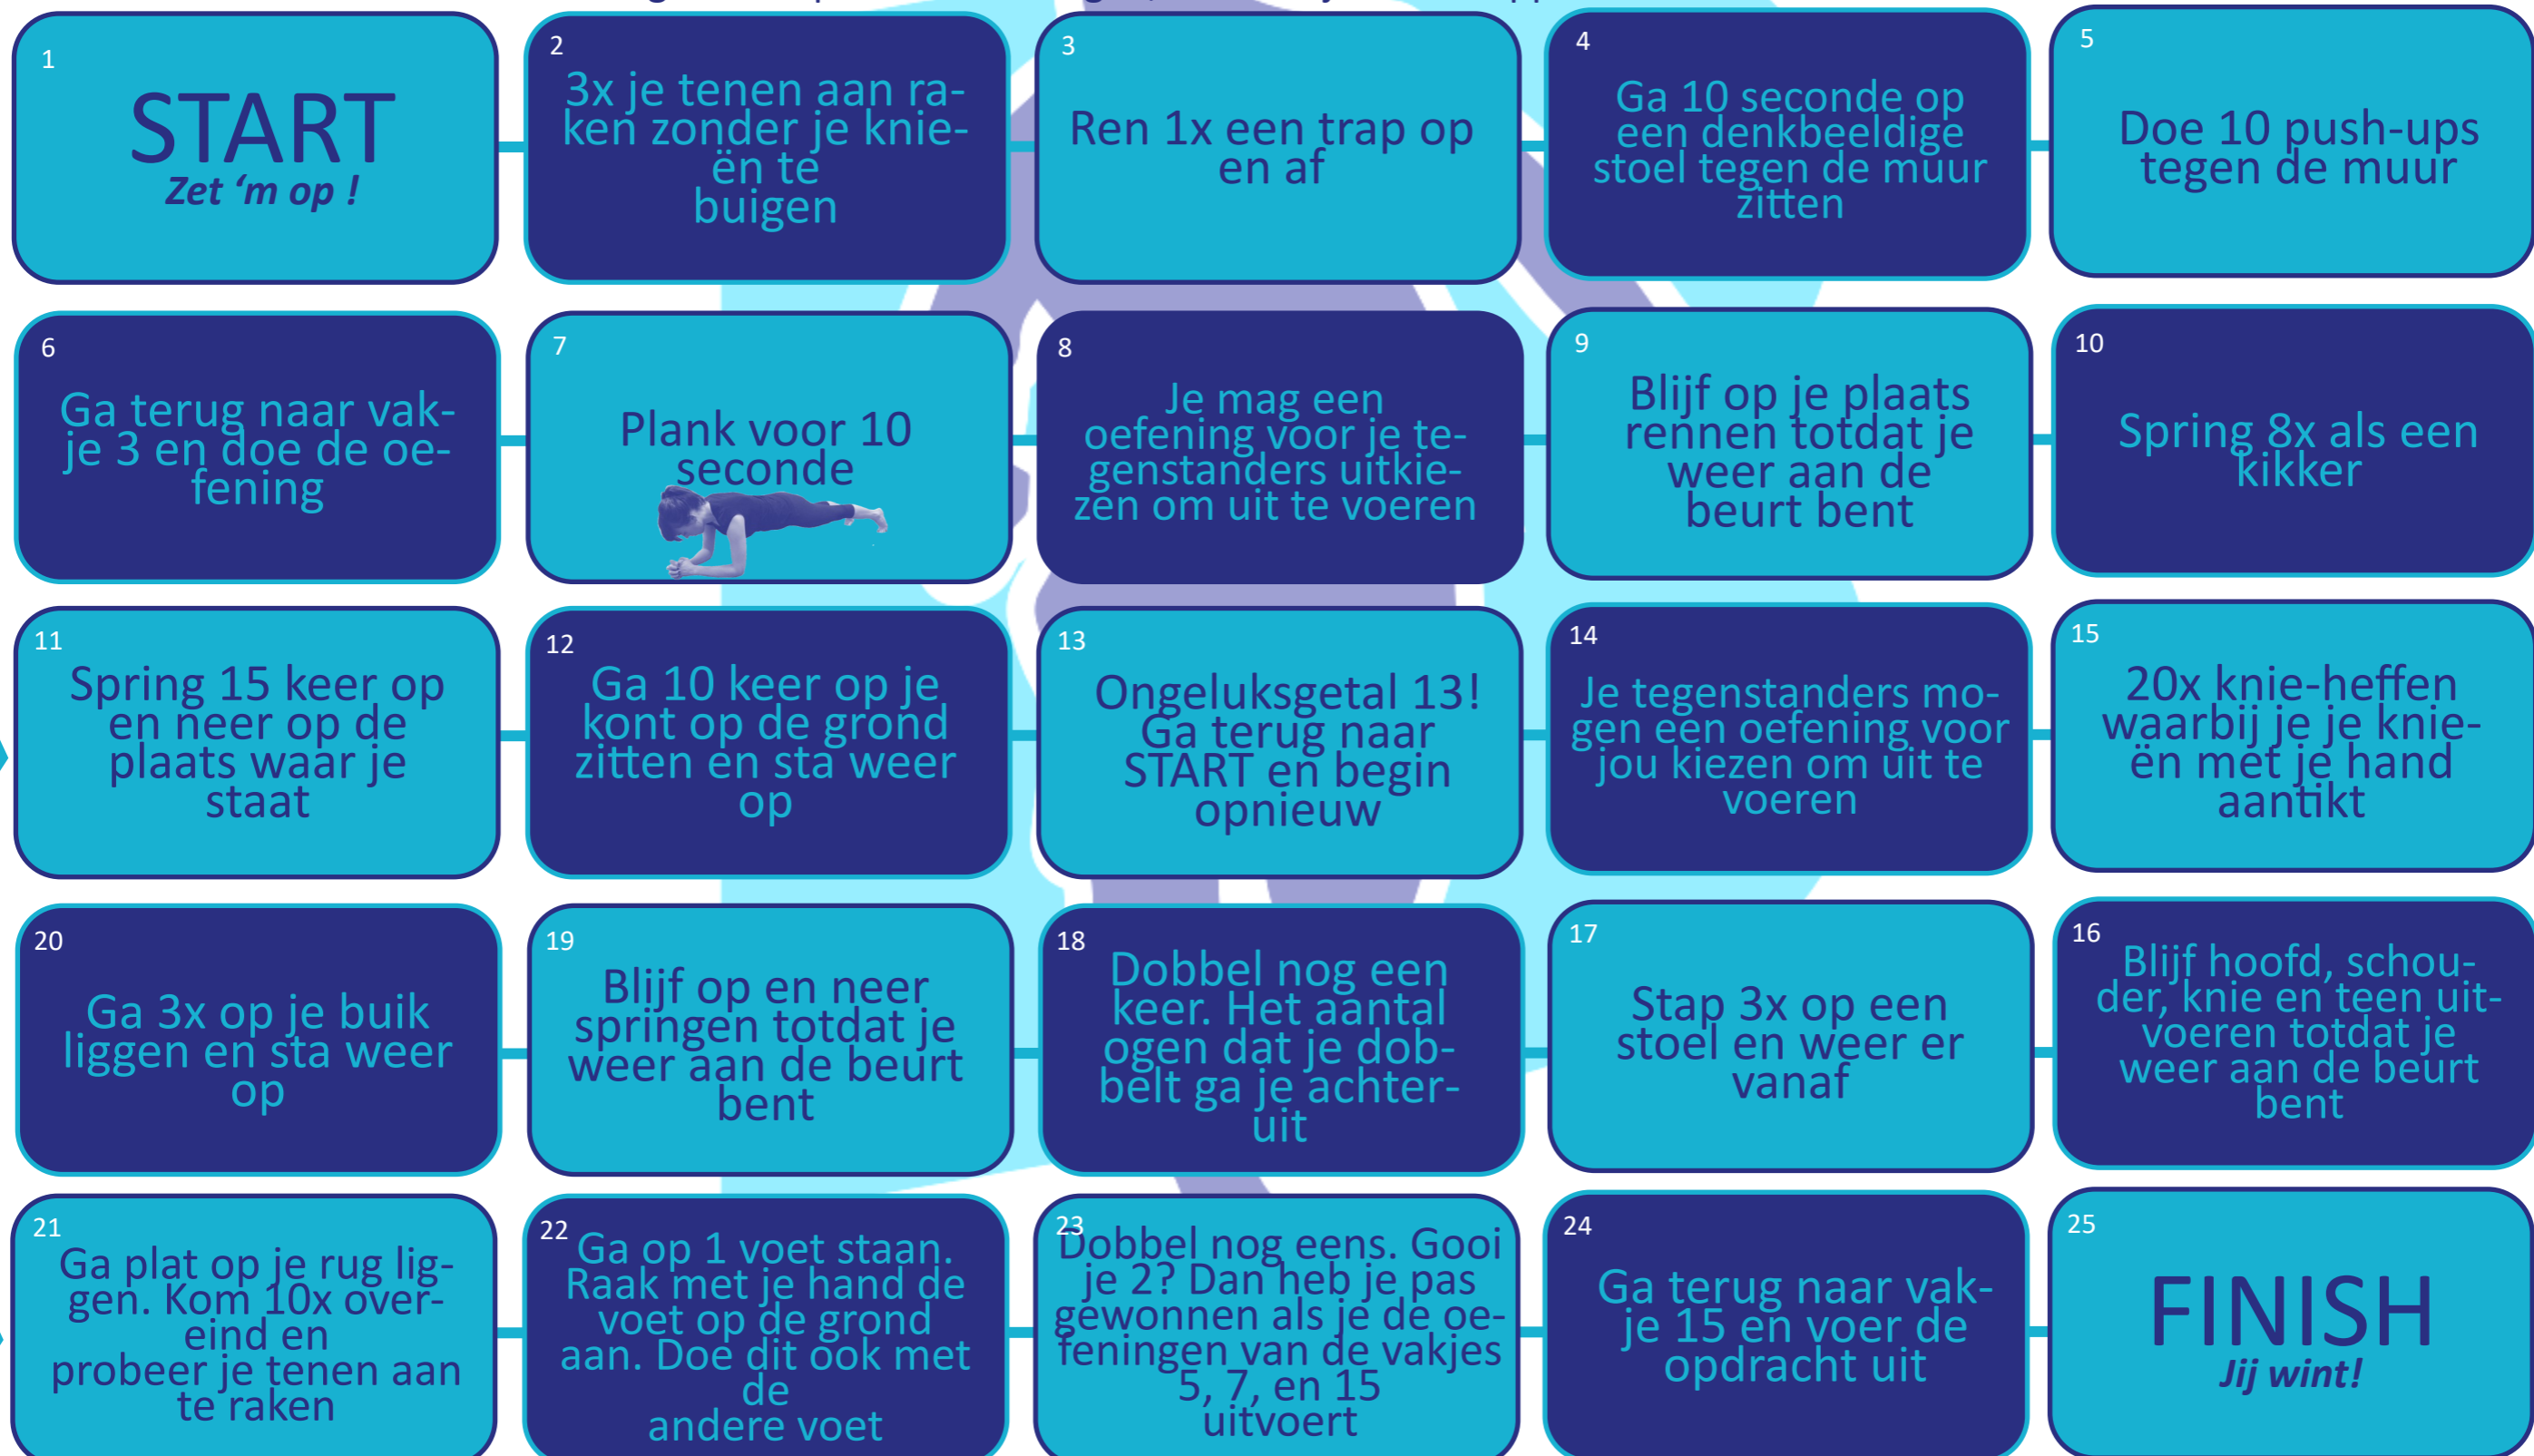 1
START
Zet ‘m op !
2
3x je tenen aan ra-
ken zonder je knie-
ën te
buigen
3
Ren 1x een trap op
en af
4
Ga 10 seconde op
een denkbeeldige
stoel tegen de muur
zitten
5
Doe 10 push-ups
tegen de muur
6
Ga terug naar vak-
je 3 en doe de oe-
fening
7
Plank voor 10
seconde
8
Je mag een
oefening voor je te-
genstanders uitkie-
zen om uit te voeren
9
Blijf op je plaats
rennen totdat je
weer aan de
beurt bent
10
Spring 8x als een
kikker
11
Spring 15 keer op
en neer op de
plaats waar je
staat
12
Ga 10 keer op je
kont op de grond
zitten en sta weer
op
13
Ongeluksgetal 13!
Ga terug naar
START en begin
opnieuw
14
Je tegenstanders mo-
gen een oefening voor
jou kiezen om uit te
voeren
15
20x knie-heffen
waarbij je je knie-
ën met je hand
aantikt
20
Ga 3x op je buik
liggen en sta weer
op
19
Blijf op en neer
springen totdat je
weer aan de beurt
bent
18
Dobbel nog een
keer. Het aantal
ogen dat je dob-
belt ga je achter-
uit
17
Stap 3x op een
stoel en weer er
vanaf
16
Blijf hoofd, schou-
der, knie en teen uit-
voeren totdat je
weer aan de beurt
bent
21
Ga plat op je rug lig-
gen. Kom 10x over-
eind en
probeer je tenen aan
te raken
22
Ga op 1 voet staan.
Raak met je hand de
voet op de grond
aan. Doe dit ook met
de
andere voet
23
Dobbel nog eens. Gooi
je 2? Dan heb je pas
gewonnen als je de oe-
feningen van de vakjes
5, 7, en 15
uitvoert
24
Ga terug naar vak-
je 15 en voer de
opdracht uit
25
FINISH
Jij wint!